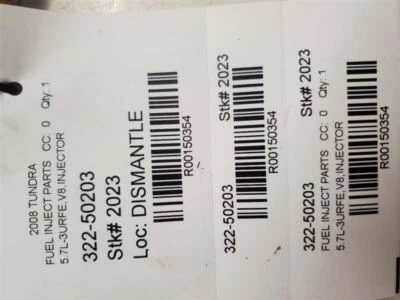 2008 TUNDRA
FUEL INJECT PARTS CC: 0 Qty: 1
5.7L-3URFE,V8,INJECTOR
322-50203
Stk# 2023
Loc: DISMANTLE
R00150354
322-50203 Stk# 2023
R00150354
322-50203 Stk# 2023
FUEL INJECT PARTS CC: 0 Qty: 1
5.7L-3URFE,V8,INJECTOR
R00150354